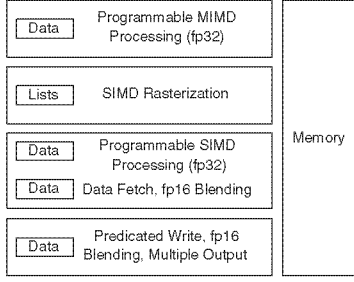 Data
Programmable MIMD
Processing (fp32)
Lists
SIMD Rasterization
Data
Programmable SIMD
Processing (fp32)
Data
Data Fetch, fp16 Blending
Data
Predicated Write, fp16
Blending, Multiple Output
Memory